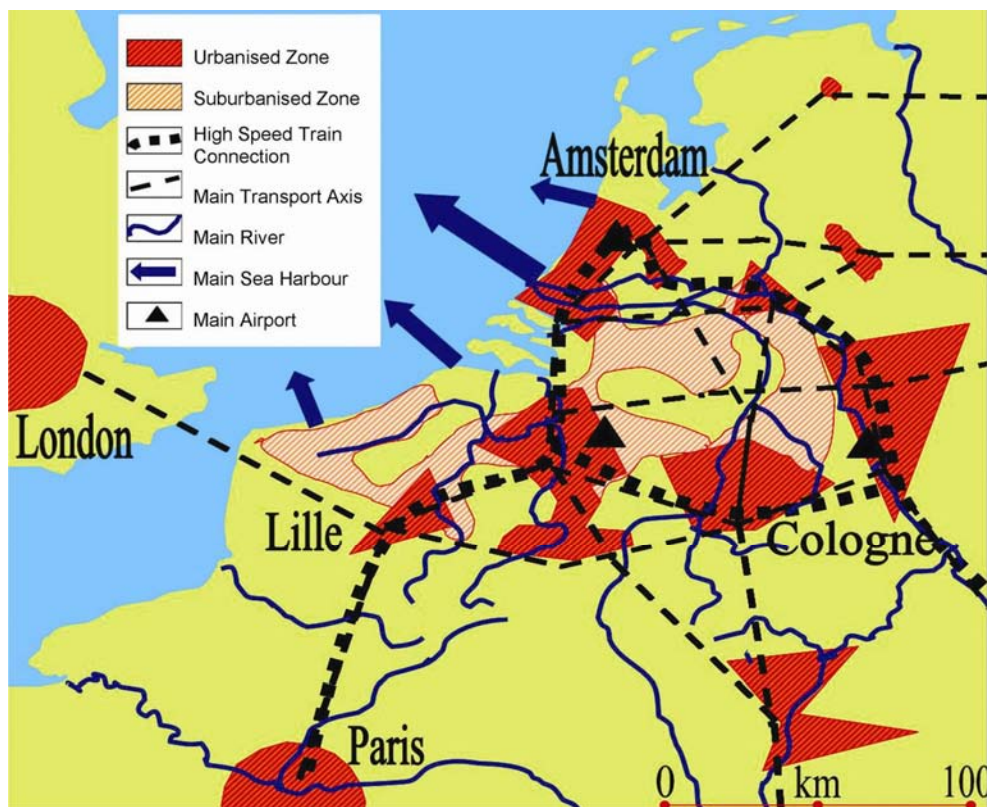 Urbanised Zone
Suburbanised Zone
High Speed Train
Connection
Main Transport Axis
Main River
Main Sea Harbour
Main Airport
Amsterdam
London
Lille
Cologne
Paris
0 km 100